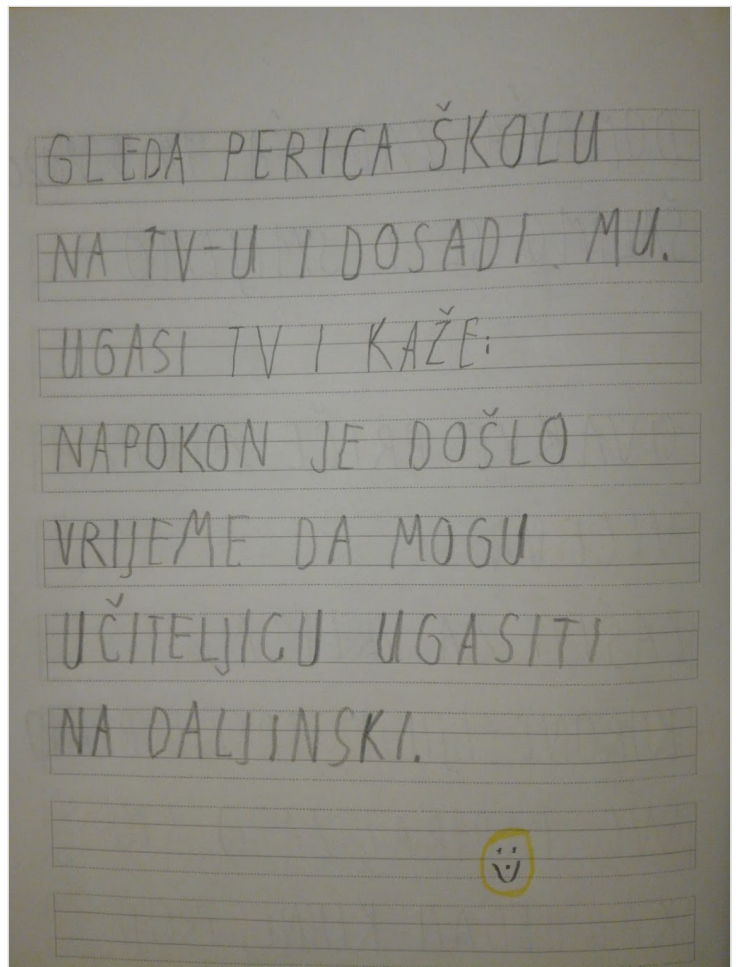 GLEDA PERICA ŠKOLU
NA TV-U I DOSADI MU.
UGASI TV I KAŽE:
NAPOKON JE DOŠLO
VRIJEME DA MOGU
UČITELJICU UGASITI
NA DALJINSKI.